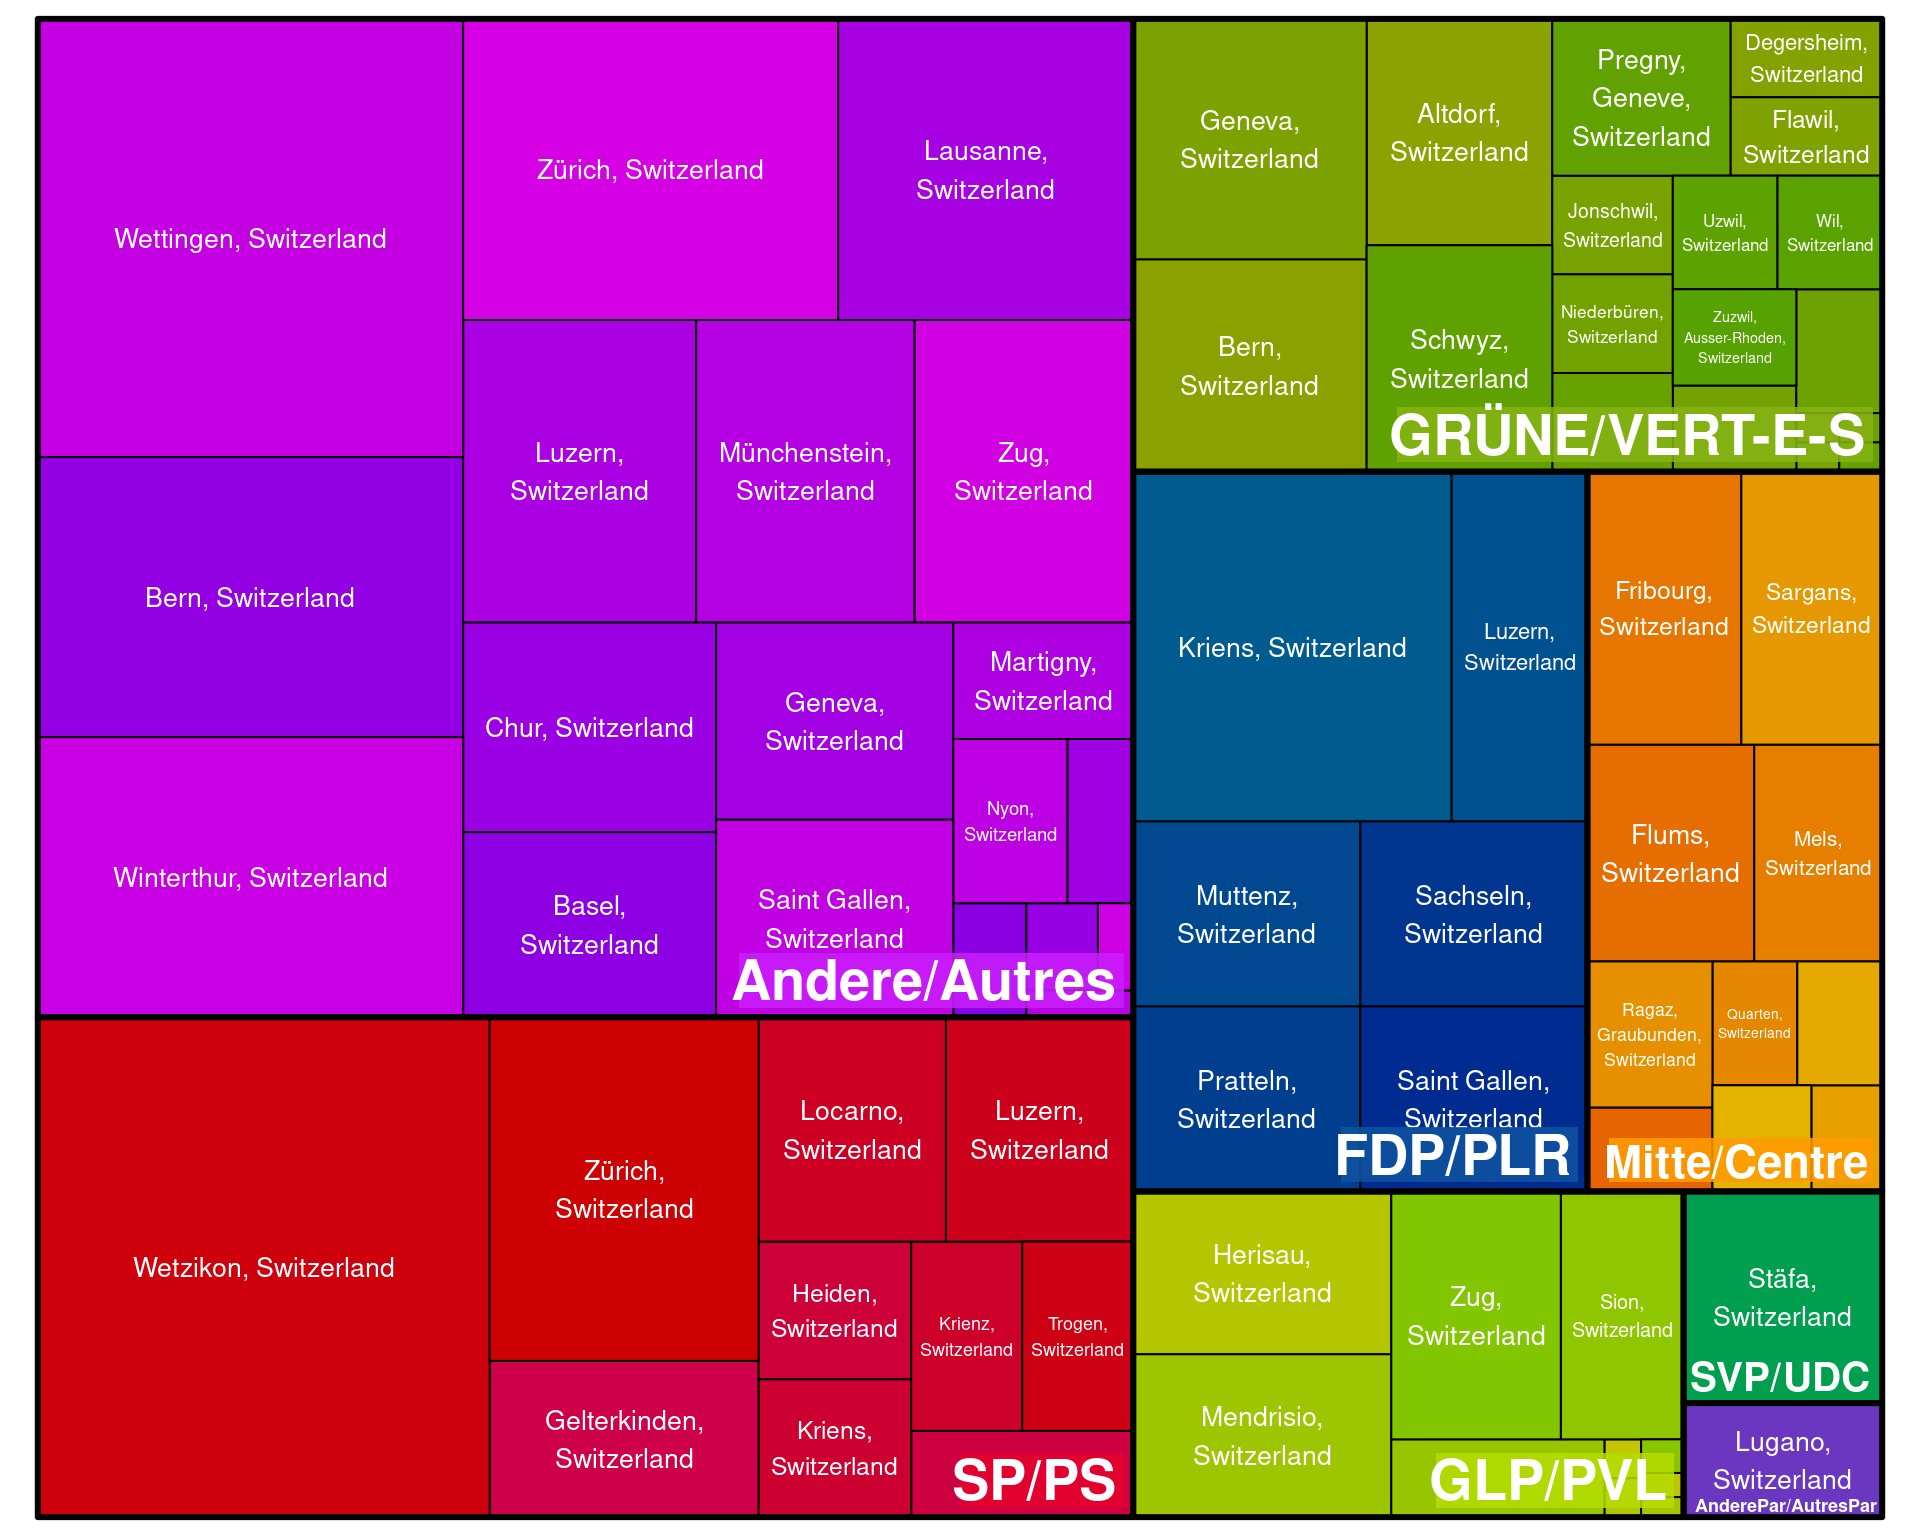 Wettingen, Switzerland
Bern, Switzerland
Winterthur, Switzerland
Zürich, Switzerland
Lausanne,
Switzerland
Luzern,
Switzerland
Münchenstein,
Switzerland
Zug,
Switzerland
Chur, Switzerland
Basel,
Switzerland
Geneva,
Switzerland
Saint Gallen,
Switzerland
Martigny,
Switzerland
Nyon,
Switzerland
Andere/Autres
Wetzikon, Switzerland
Zürich,
Switzerland
Gelterkinden,
Switzerland
Locarno,
Switzerland
Luzern,
Switzerland
Heiden,
Switzerland
Kriens,
Switzerland
Krienz,
Switzerland
Trogen,
Switzerland
SP/PS
Geneva,
Switzerland
Bern,
Switzerland
Altdorf,
Switzerland
Schwyz,
Switzerland
Pregny,
Geneve,
Switzerland
Degersheim,
Switzerland
Flawil,
Switzerland
Jonschwil,
Switzerland
Niederbüren,
Switzerland
Uzwil,
Switzerland
Wil,
Switzerland
Zuzwil,
Ausser-Rhoden,
Switzerland
GRÜNE/VERT-E-S
Kriens, Switzerland
Luzern,
Switzerland
Muttenz,
Switzerland
Sachseln,
Switzerland
Pratteln,
Switzerland
Saint Gallen,
Switzerland
FDP/PLR
Fribourg,
Switzerland
Sargans,
Switzerland
Flums,
Switzerland
Mels,
Switzerland
Ragaz,
Graubunden,
Switzerland
Quarten,
Switzerland
Mitte/Centre
Herisau,
Switzerland
Mendrisio,
Switzerland
Zug,
Switzerland
Sion,
Switzerland
GLP/PVL
Stäfa,
Switzerland
SVP/UDC
Lugano,
Switzerland
AnderePar/AutresPar